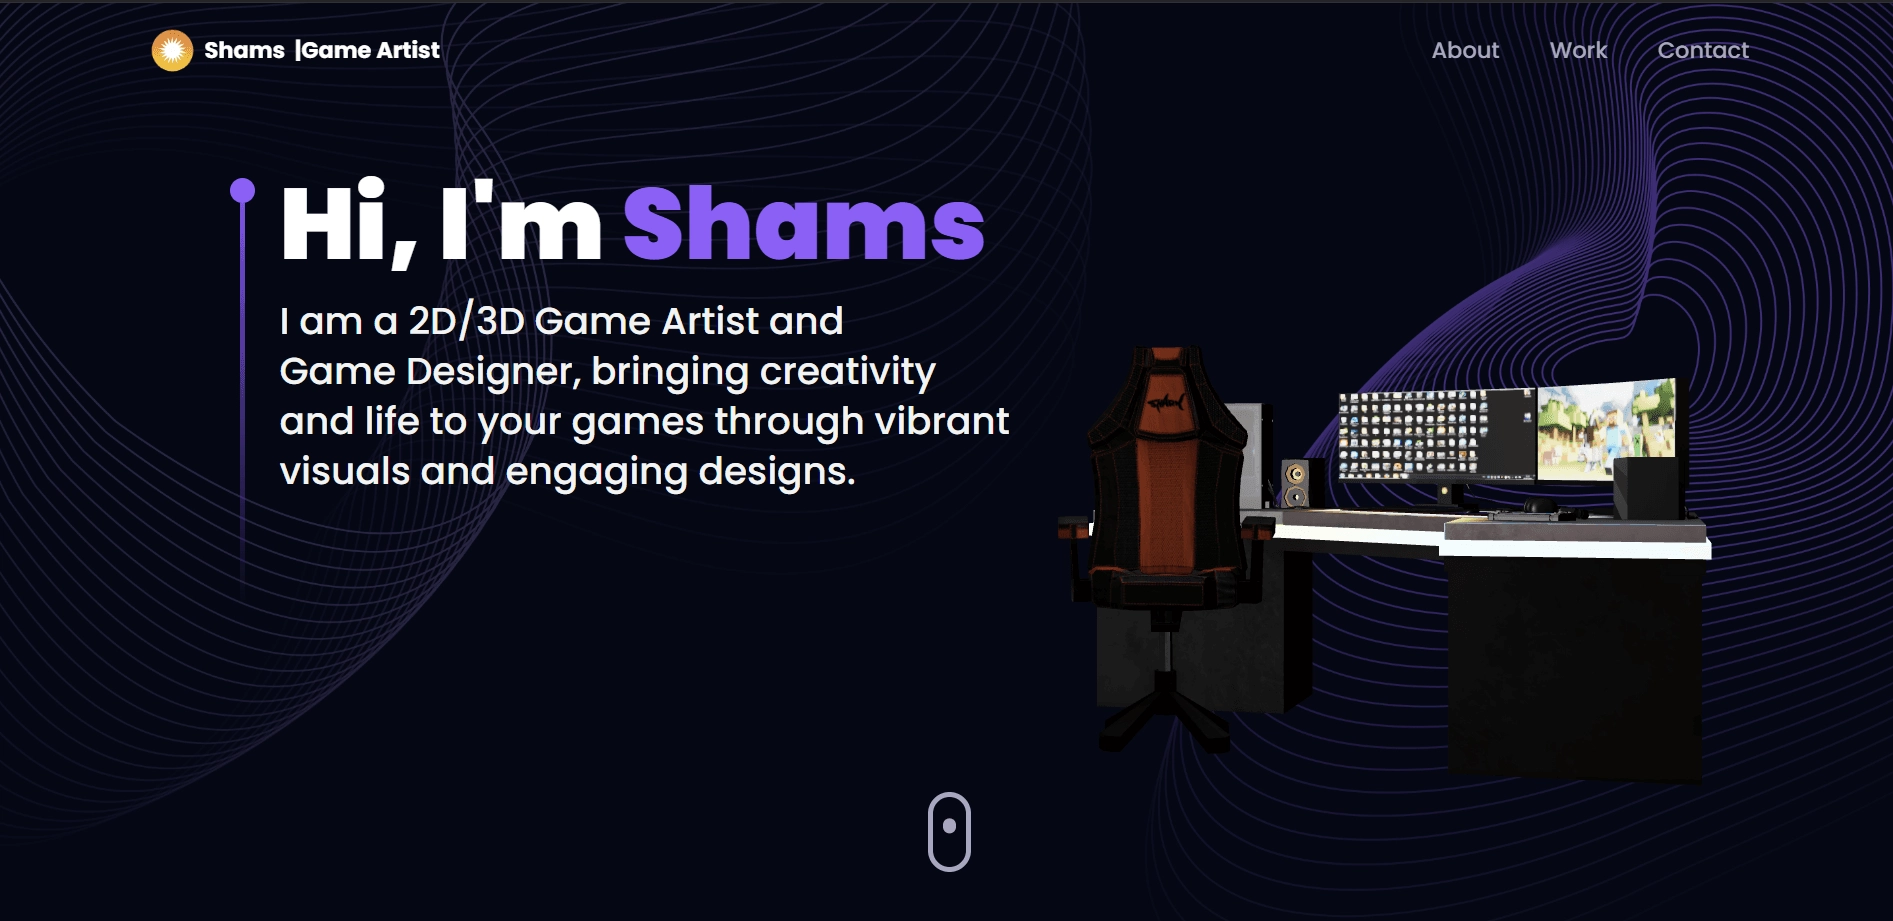 Shams |Game Artist
About
Work
Contact
Hi, I'm Shams
I am a 2D/3D Game Artist and
Game Designer, bringing creativity
and life to your games through vibrant
visuals and engaging designs.